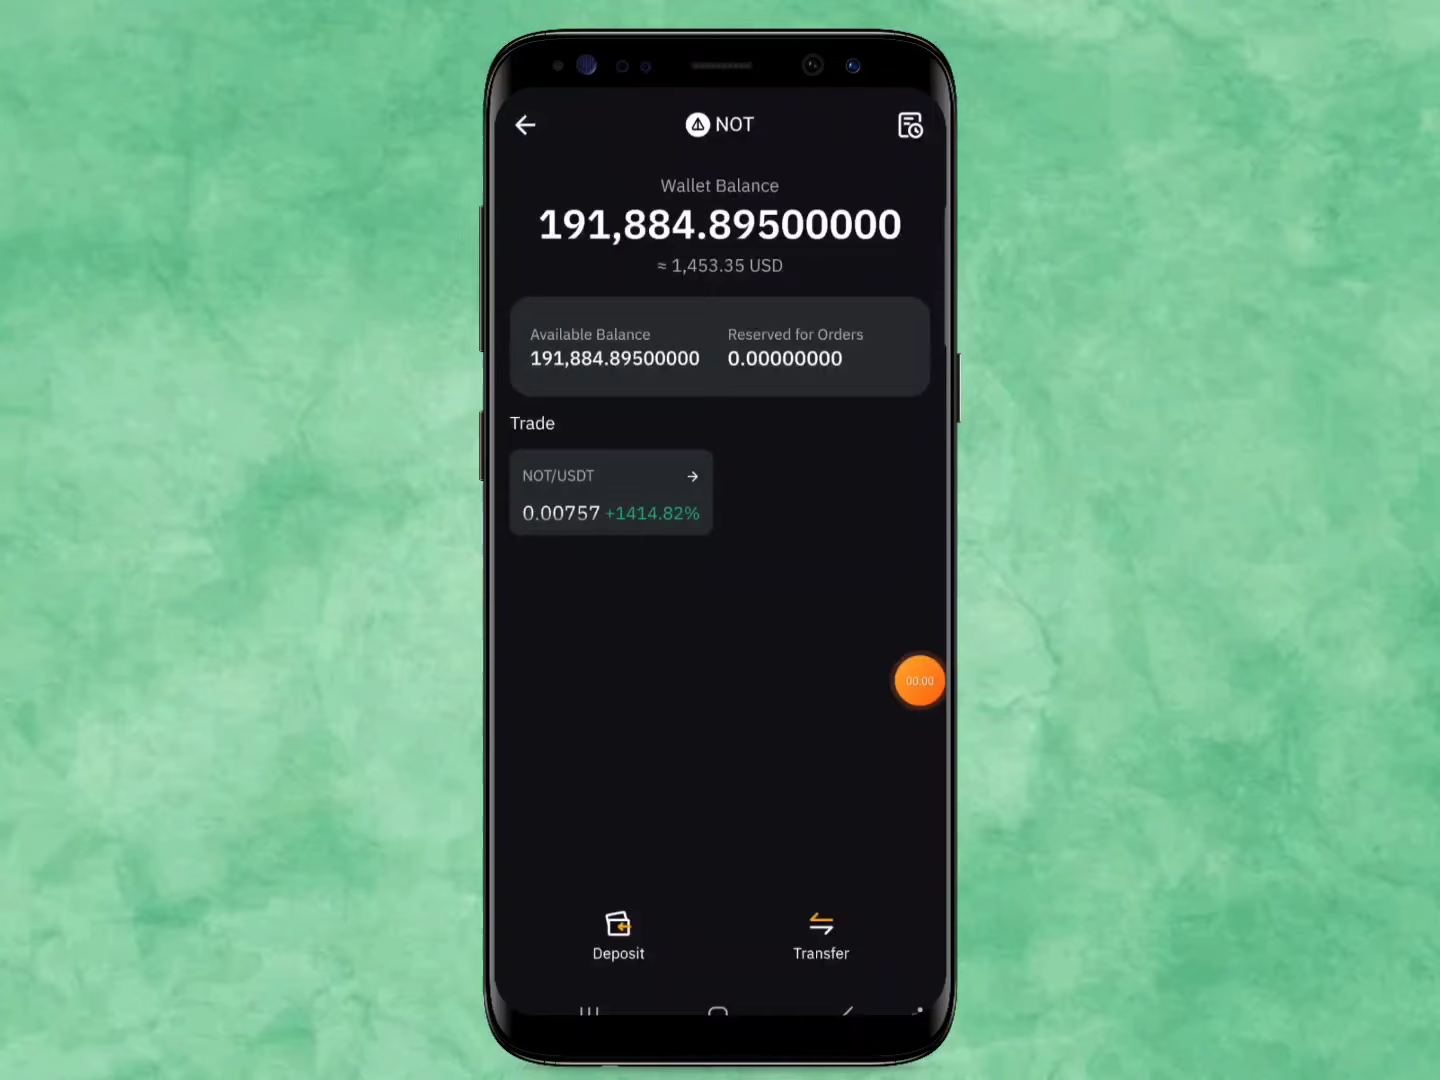 NOT
Wallet Balance
191,884.89500000
≈ 1,453.35 USD
Available Balance
Reserved for Orders
191,884.89500000
0.00000000
Trade
NOT/USDT
0.00757 +1414.82%
00:00
Deposit
Transfer